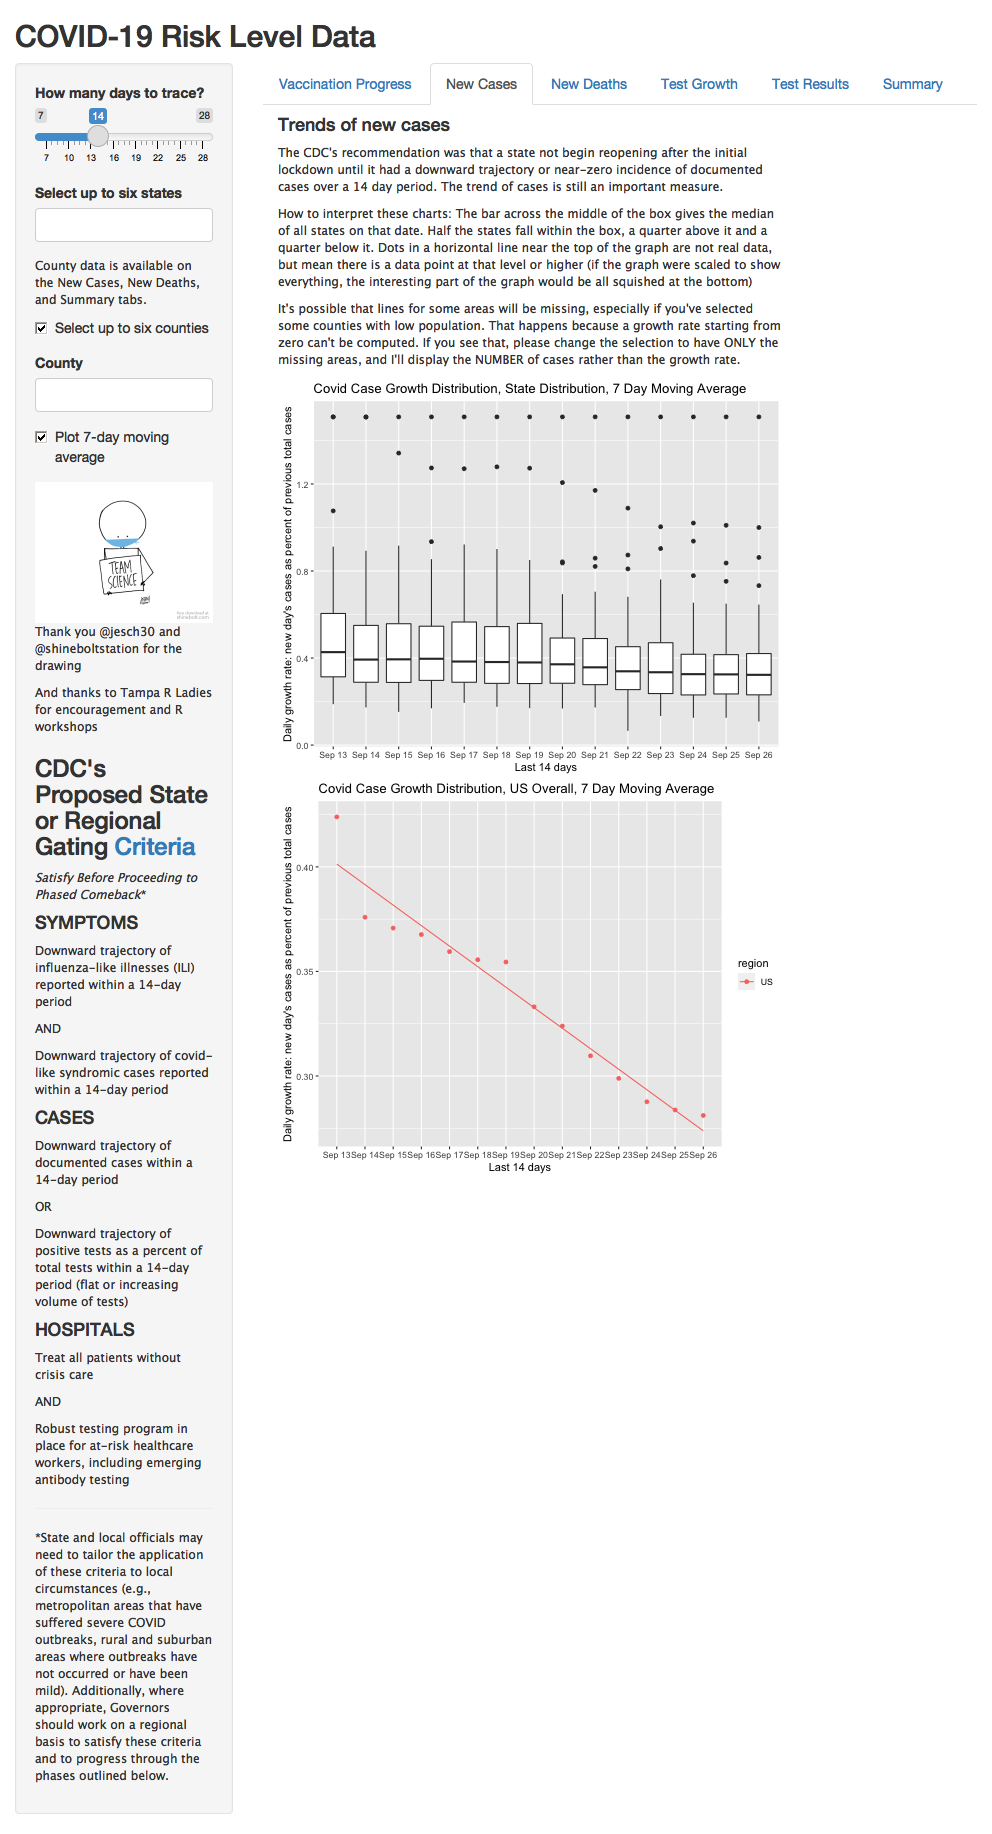 COVID-19 Risk Level Data
How many days to trace?
7 14 28
7 10 13 16 19 22 25 28
Select up to six states
County data is available on
the New Cases, New Deaths,
and Summary tabs.
Select up to six counties
County
Plot 7-day moving
average
TEAM
SCIENCE
Thank you @jesch30 and
@shineboltstation for the
drawing
And thanks to Tampa R Ladies
for encouragement and R
workshops
CDC's
Proposed State
or Regional
Gating Criteria
Satisfy Before Proceeding to
Phased Comeback*
SYMPTOMS
Downward trajectory of
influenza-like illnesses (ILI)
reported within a 14-day
period
AND
Downward trajectory of covid-
like syndromic cases reported
within a 14-day period
CASES
Downward trajectory of
documented cases within a
14-day period
OR
Downward trajectory of
positive tests as a percent of
total tests within a 14-day
period (flat or increasing
volume of tests)
HOSPITALS
Treat all patients without
crisis care
AND
Robust testing program in
place for at-risk healthcare
workers, including emerging
antibody testing
*State and local officials may
need to tailor the application
of these criteria to local
circumstances (e.g.,
metropolitan areas that have
suffered severe COVID
outbreaks, rural and suburban
areas where outbreaks have
not occurred or have been
mild). Additionally, where
appropriate, Governors
should work on a regional
basis to satisfy these criteria
and to progress through the
phases outlined below.
Vaccination Progress New Cases New Deaths Test Growth Test Results Summary
Trends of new cases
The CDC's recommendation was that a state not begin reopening after the initial
lockdown until it had a downward trajectory or near-zero incidence of documented
cases over a 14 day period. The trend of cases is still an important measure.
How to interpret these charts: The bar across the middle of the box gives the median
of all states on that date. Half the states fall within the box, a quarter above it and a
quarter below it. Dots in a horizontal line near the top of the graph are not real data,
but mean there is a data point at that level or higher (if the graph were scaled to show
everything, the interesting part of the graph would be all squished at the bottom)
It's possible that lines for some areas will be missing, especially if you've selected
some counties with low population. That happens because a growth rate starting from
zero can't be computed. If you see that, please change the selection to have ONLY the
missing areas, and I'll display the NUMBER of cases rather than the growth rate.
Covid Case Growth Distribution, State Distribution, 7 Day Moving Average
Daily growth rate: new day's cases as percent of previous total cases
1.2
0.8
0.4
0.0
Sep 13 Sep 14 Sep 15 Sep 16 Sep 17 Sep 18 Sep 19 Sep 20 Sep 21 Sep 22 Sep 23 Sep 24 Sep 25 Sep 26
Last 14 days
Covid Case Growth Distribution, US Overall, 7 Day Moving Average
Daily growth rate: new day's cases as percent of previous total cases
0.40
0.35
0.30
Sep 13 Sep 14 Sep 15 Sep 16 Sep 17 Sep 18 Sep 19 Sep 20 Sep 21 Sep 22 Sep 23 Sep 24 Sep 25 Sep 26
Last 14 days
region
US